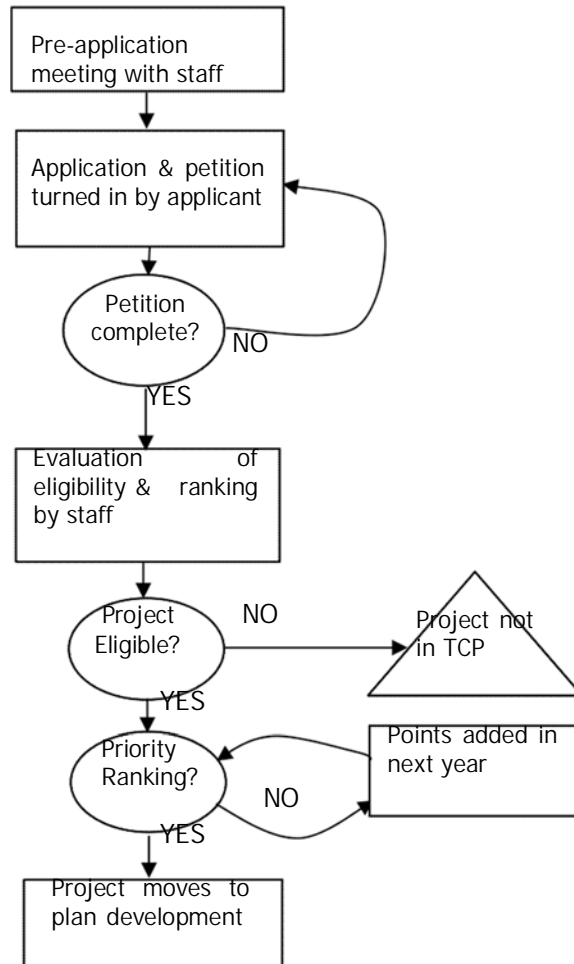 Pre-application
meeting with staff
Application & petition
turned in by applicant
Petition
complete?
NO
YES
Evaluation of
eligibility & ranking
by staff
Project
Eligible?
NO
Project not
in TCP
YES
Priority
Ranking?
NO
Points added in
next year
YES
Project moves to
plan development